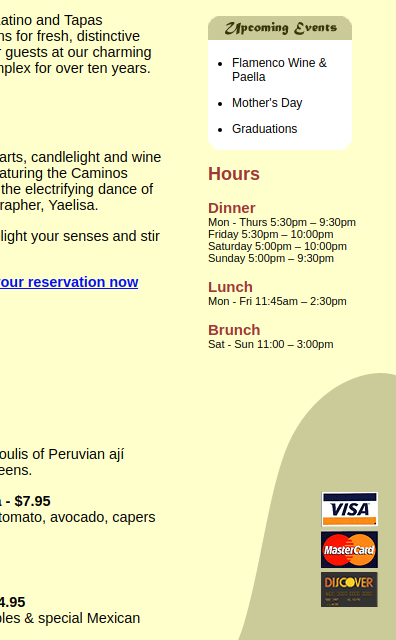 atino and Tapas
ns for fresh, distinctive
r guests at our charming
nplex for over ten years.
arts, candlelight and wine
aturing the Caminos
the electrifying dance of
rapher, Yaelisa.
light your senses and stir
our reservation now
oulis of Peruvian ají
eens.
a - $7.95
tomato, avocado, capers
4.95
bles & special Mexican
Upcoming Events
• Flamenco Wine &
Paella
• Mother's Day
• Graduations
Hours
Dinner
Mon - Thurs 5:30pm – 9:30pm
Friday 5:30pm – 10:00pm
Saturday 5:00pm – 10:00pm
Sunday 5:00pm – 9:30pm
Lunch
Mon - Fri 11:45am – 2:30pm
Brunch
Sat - Sun 11:00 – 3:00pm
VISA
MasterCard
DISCOVER